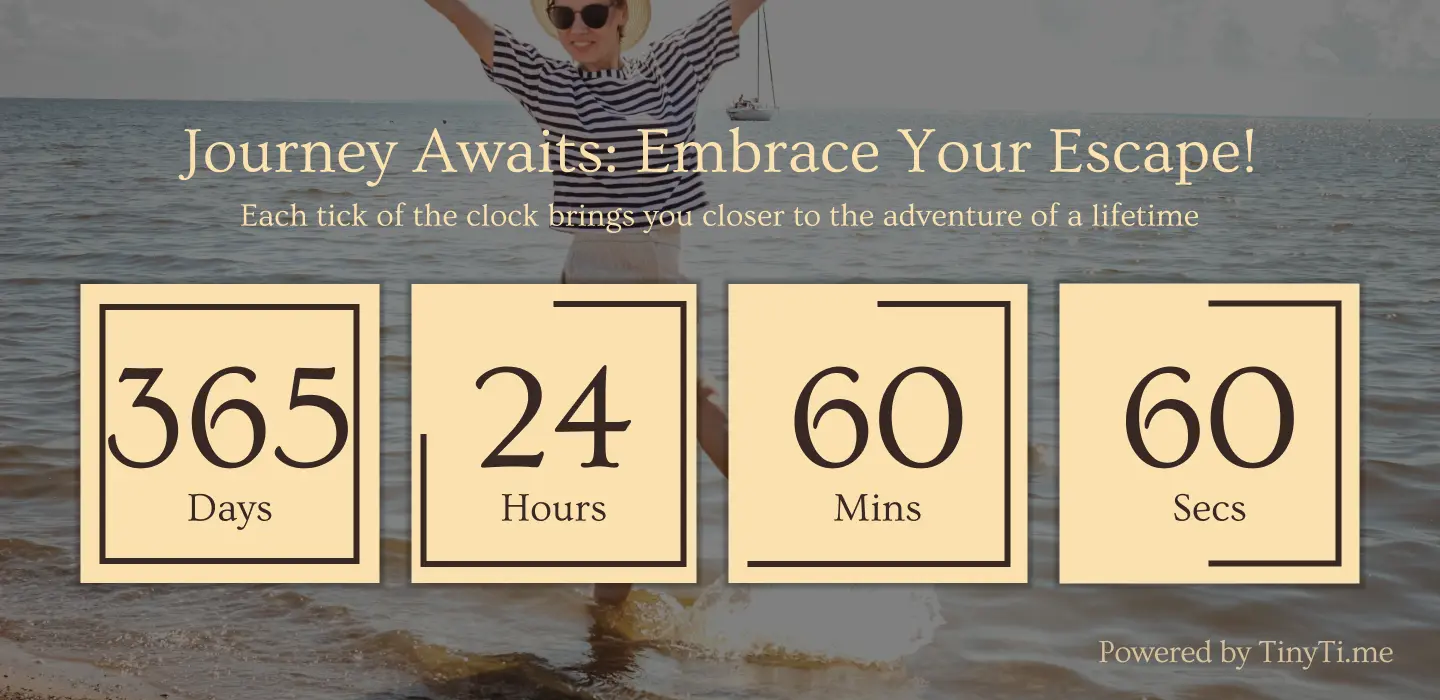 Journey Awaits: Embrace Your Escape!
Each tick of the clock brings you closer to the adventure of a lifetime
365 24 60 60
Days Hours Mins Secs
Powered by TinyTi.me